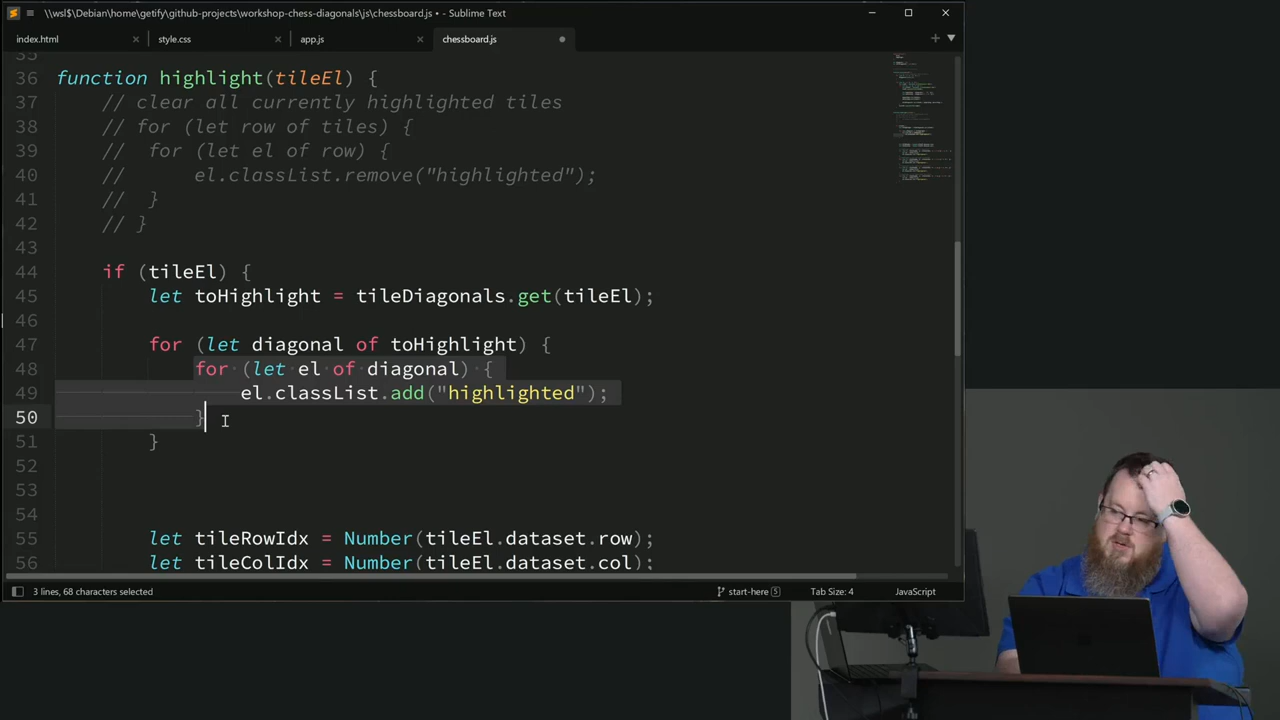 \\wsl$\Debian\home\getify\github-projects\workshop-chess-diagonals\js\chessboard.js • - Sublime Text
index.html
style.css
app.js
chessboard.js
35
36 function highlight(tileEl) {
37 // clear all currently highlighted tiles
38 // for (let row of tiles) {
39 // for (let el of row) {
40 // el.classList.remove("highlighted");
41 // }
42 // }
43
44 if (tileEl) {
45 let toHighlight = tileDiagonals.get(tileEl);
46
47 for (let diagonal of toHighlight) {
48 for (let el of diagonal) {
49 el.classList.add("highlighted");
50 }
51 }
52
53
54
55 let tileRowIdx = Number(tileEl.dataset.row);
56 let tileColIdx = Number(tileEl.dataset.col);
3 lines, 68 characters selected
start-here 5
Tab Size: 4
JavaScript